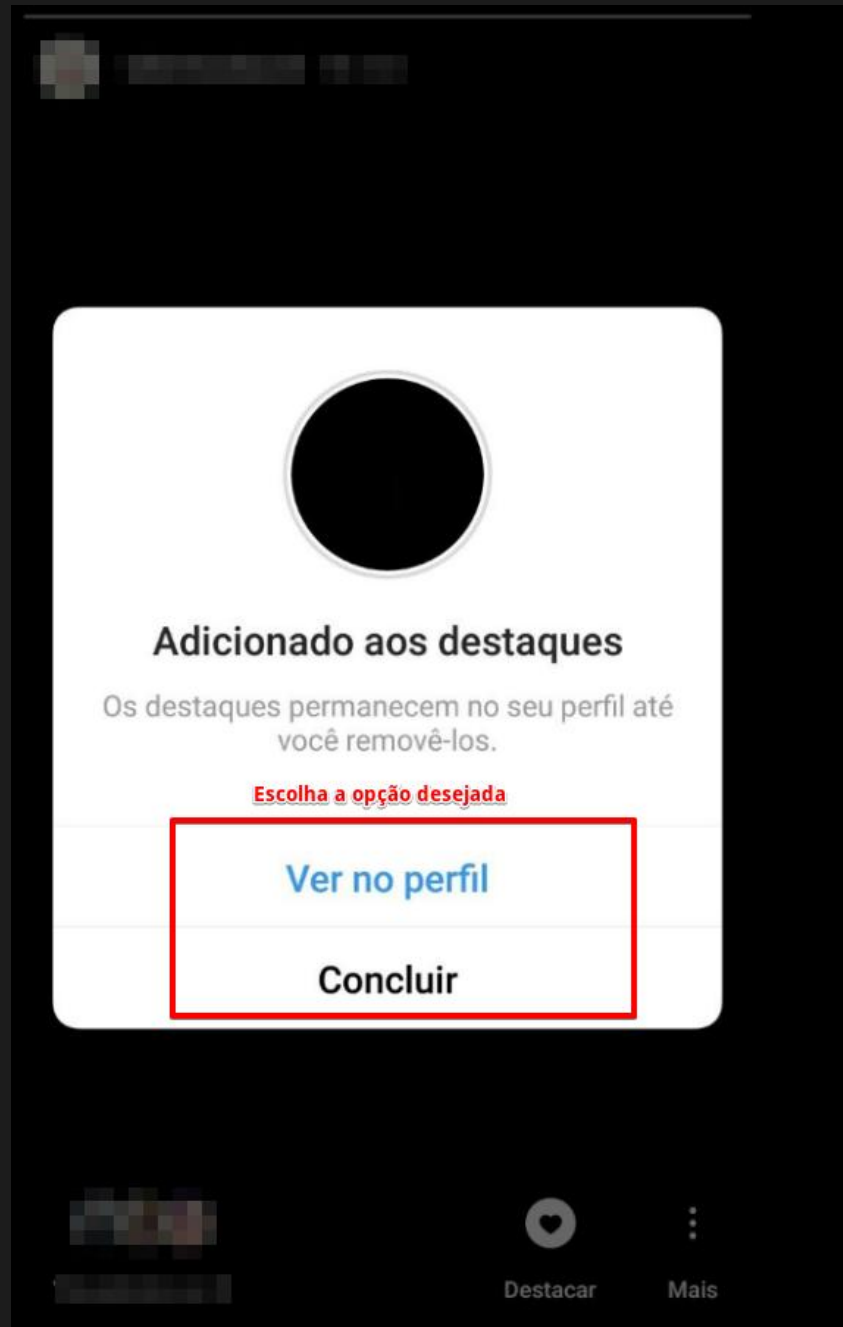 Adicionado aos destaques
Os destaques permanecem no seu perfil até
você removê-los.
Escolha a opção desejada
Ver no perfil
Concluir
Destacar
Mais